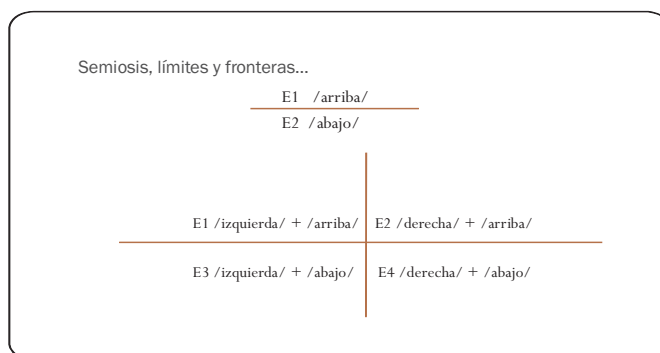 Semiosis, límites y fronteras...
E1 /arriba/
E2 /abajo/
E1 /izquierda/ + /arriba/ E2 /derecha/ + /arriba/
E3 /izquierda/ + /abajo/ E4 /derecha/ + /abajo/